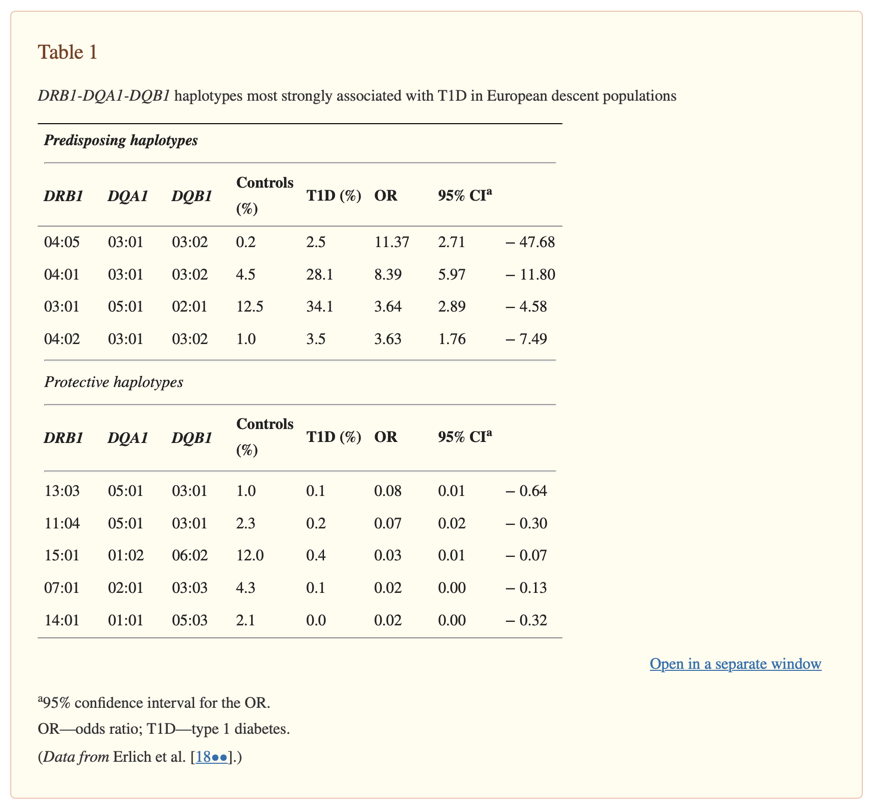 Table 1
DRB1-DQA1-DQB1 haplotypes most strongly associated with T1D in European descent populations
Predisposing haplotypes
DRB1 DQA1 DQB1 Controls (%) T1D (%) OR 95% CIa
04:05 03:01 03:02 0.2 2.5 11.37 2.71 – 47.68
04:01 03:01 03:02 4.5 28.1 8.39 5.97 – 11.80
03:01 05:01 02:01 12.5 34.1 3.64 2.89 – 4.58
04:02 03:01 03:02 1.0 3.5 3.63 1.76 – 7.49
Protective haplotypes
DRB1 DQA1 DQB1 Controls (%) T1D (%) OR 95% CIa
13:03 05:01 03:01 1.0 0.1 0.08 0.01 – 0.64
11:04 05:01 03:01 2.3 0.2 0.07 0.02 – 0.30
15:01 01:02 06:02 12.0 0.4 0.03 0.01 – 0.07
07:01 02:01 03:03 4.3 0.1 0.02 0.00 – 0.13
14:01 01:01 05:03 2.1 0.0 0.02 0.00 – 0.32
Open in a separate window
a95% confidence interval for the OR.
OR—odds ratio; T1D—type 1 diabetes.
(Data from Erlich et al. [18●●].)